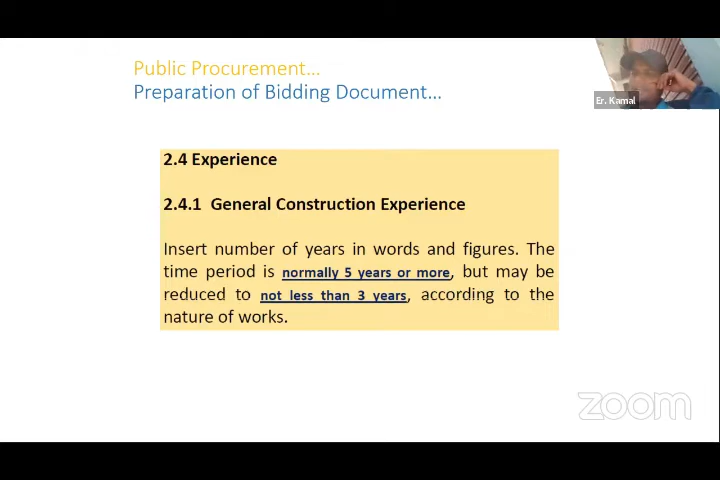 Public Procurement…
Preparation of Bidding Document…
Er. Kamal
2.4 Experience
2.4.1 General Construction Experience
Insert number of years in words and figures. The
time period is normally 5 years or more, but may be
reduced to not less than 3 years, according to the
nature of works.
zoom